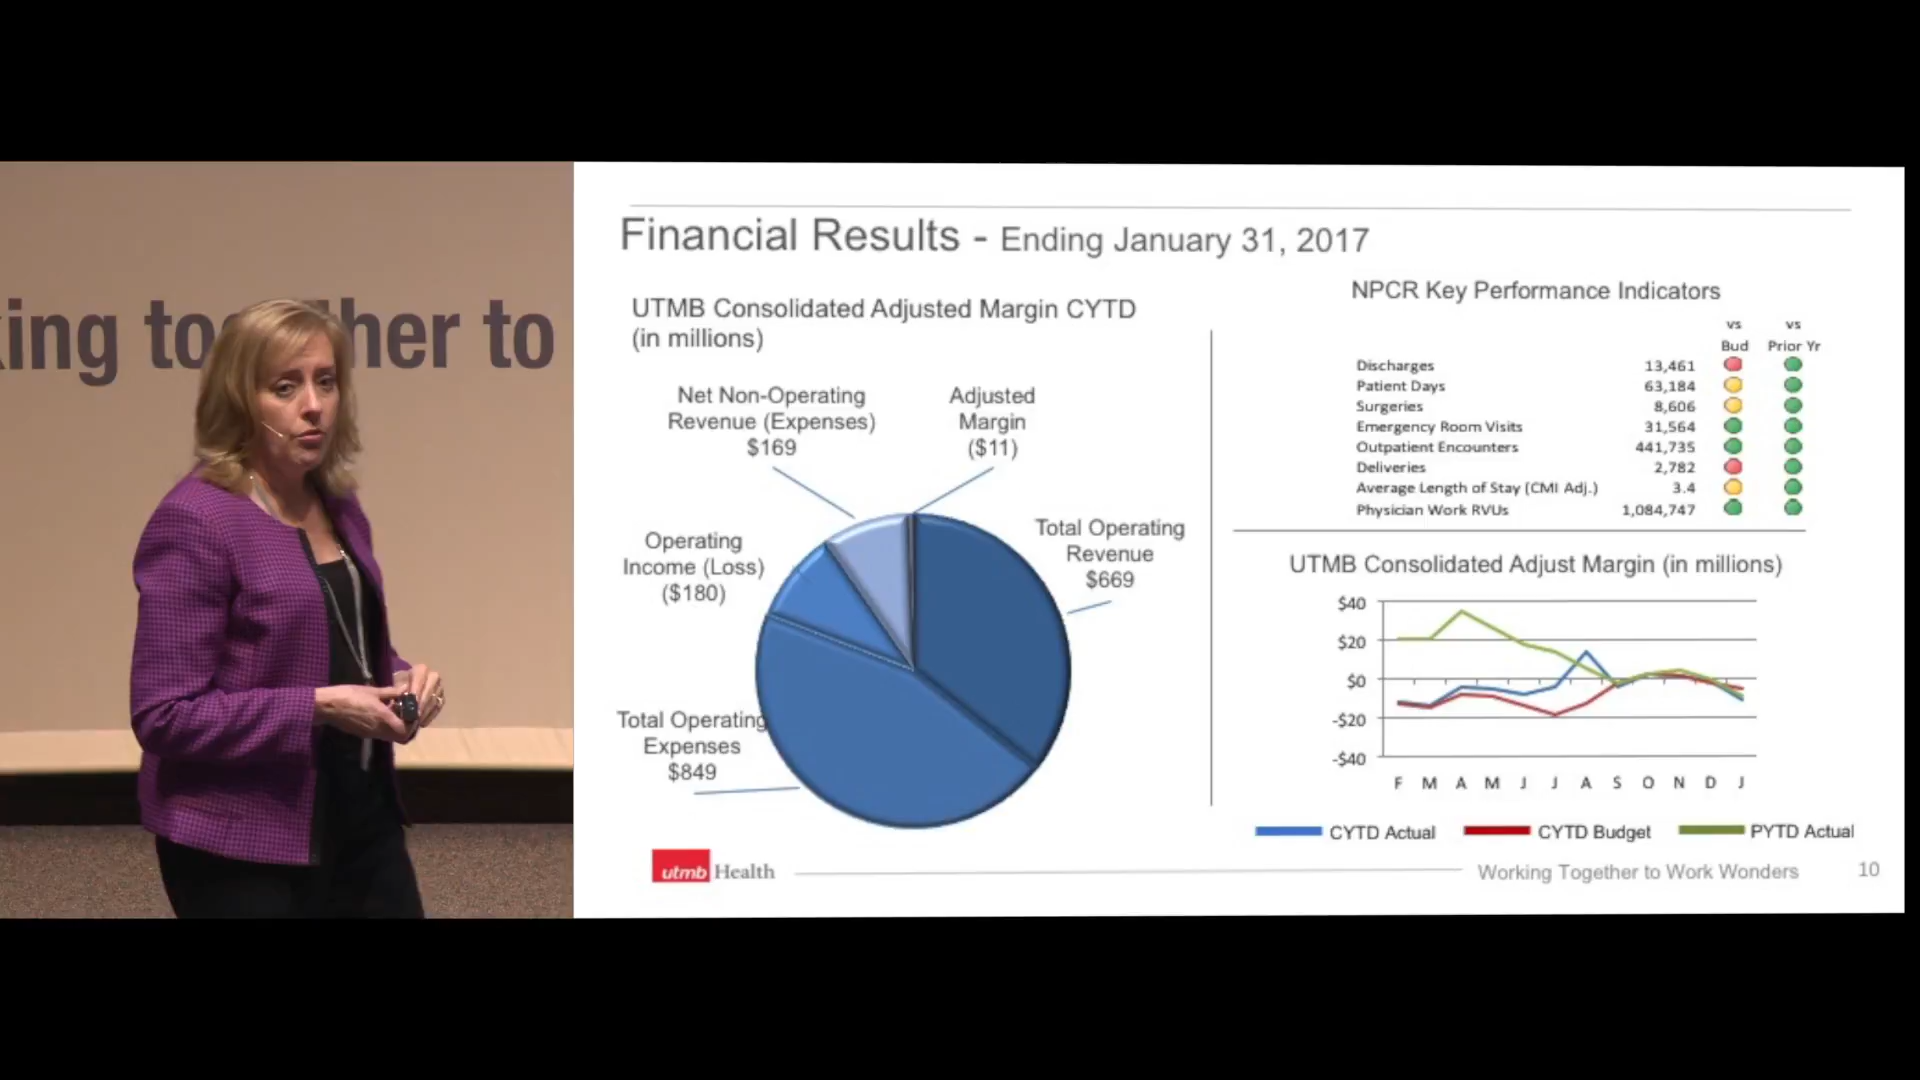 king together to
Financial Results - Ending January 31, 2017
UTMB Consolidated Adjusted Margin CYTD
(in millions)
Net Non-Operating
Revenue (Expenses)
$169
Adjusted
Margin
($11)
Operating
Income (Loss)
($180)
Total Operating
Revenue
$669
Total Operating
Expenses
$849
NPCR Key Performance Indicators
vs vs
Bud Prior Yr
Discharges 13,461
Patient Days 63,184
Surgeries 8,606
Emergency Room Visits 31,564
Outpatient Encounters 441,735
Deliveries 2,782
Average Length of Stay (CMI Adj.) 3.4
Physician Work RVUs 1,084,747
UTMB Consolidated Adjust Margin (in millions)
$40
$20
$0
-$20
-$40
F M A M J J A S O N D J
CYTD Actual CYTD Budget PYTD Actual
utmb Health
Working Together to Work Wonders 10